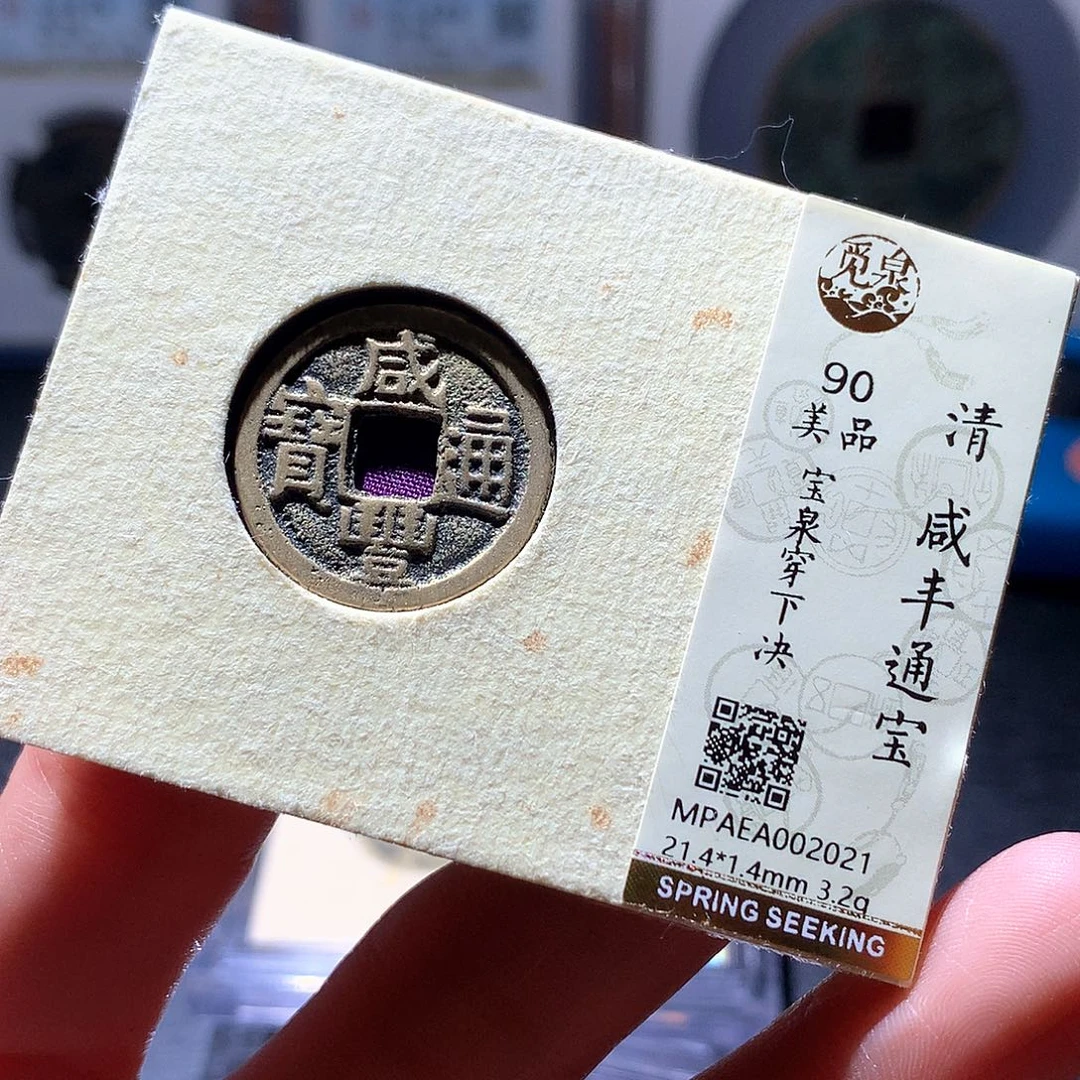 咸豐通寶
覓泉
90
美品
宝泉穿下决
清 咸丰通宝
MPAEA002021
21.4*1.4mm 3.2g
SPRING SEEKING